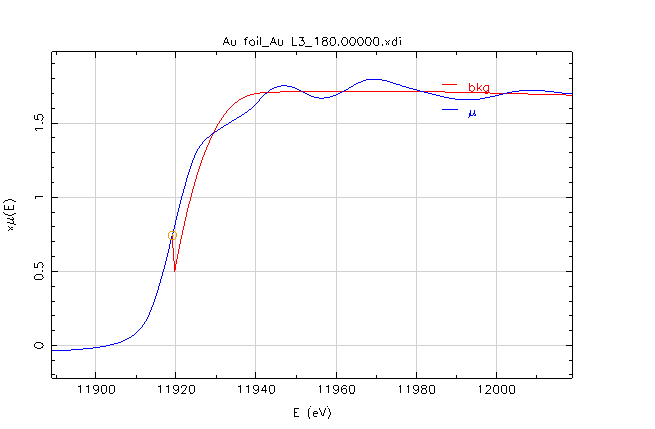 Au foil_Au L3_180.00000.xdi
bkg
μ
1.5
1
0.5
0
xμ(E)
11900 11920 11940 11960 11980 12000
E (eV)